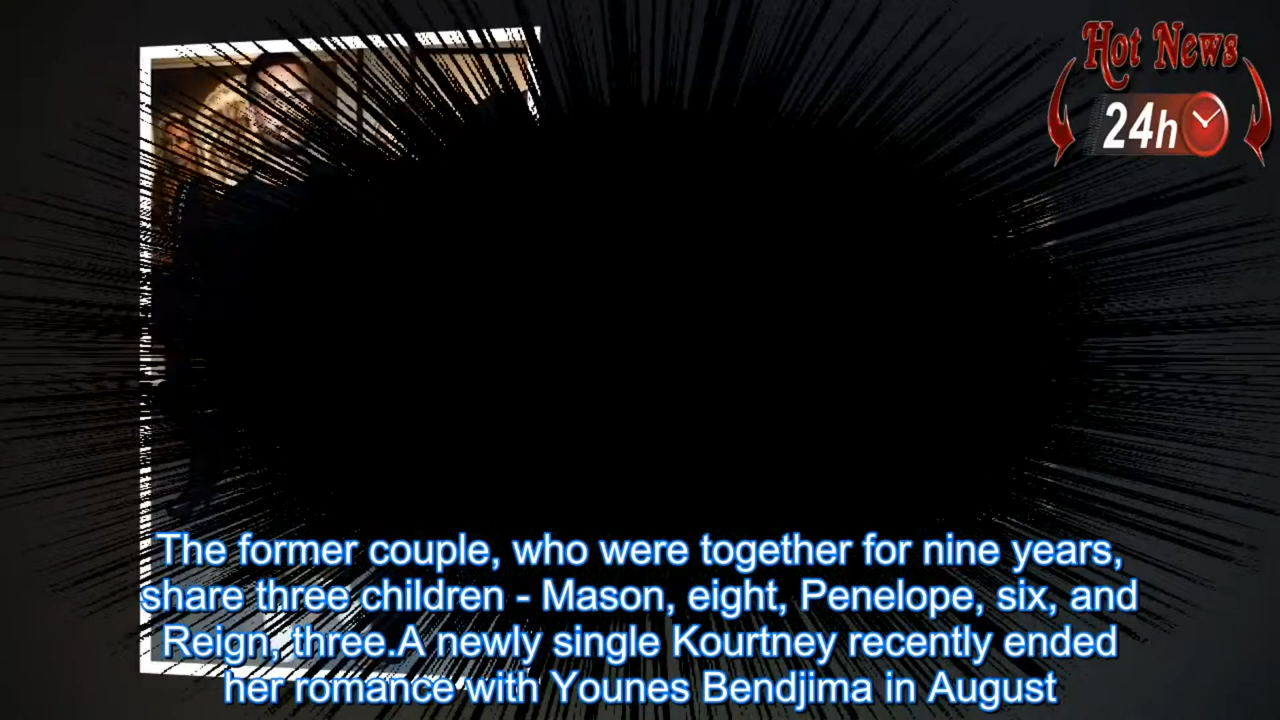 Hot News
24h
The former couple, who were together for nine years,
share three children - Mason, eight, Penelope, six, and
Reign, three.A newly single Kourtney recently ended
her romance with Younes Bendjima in August